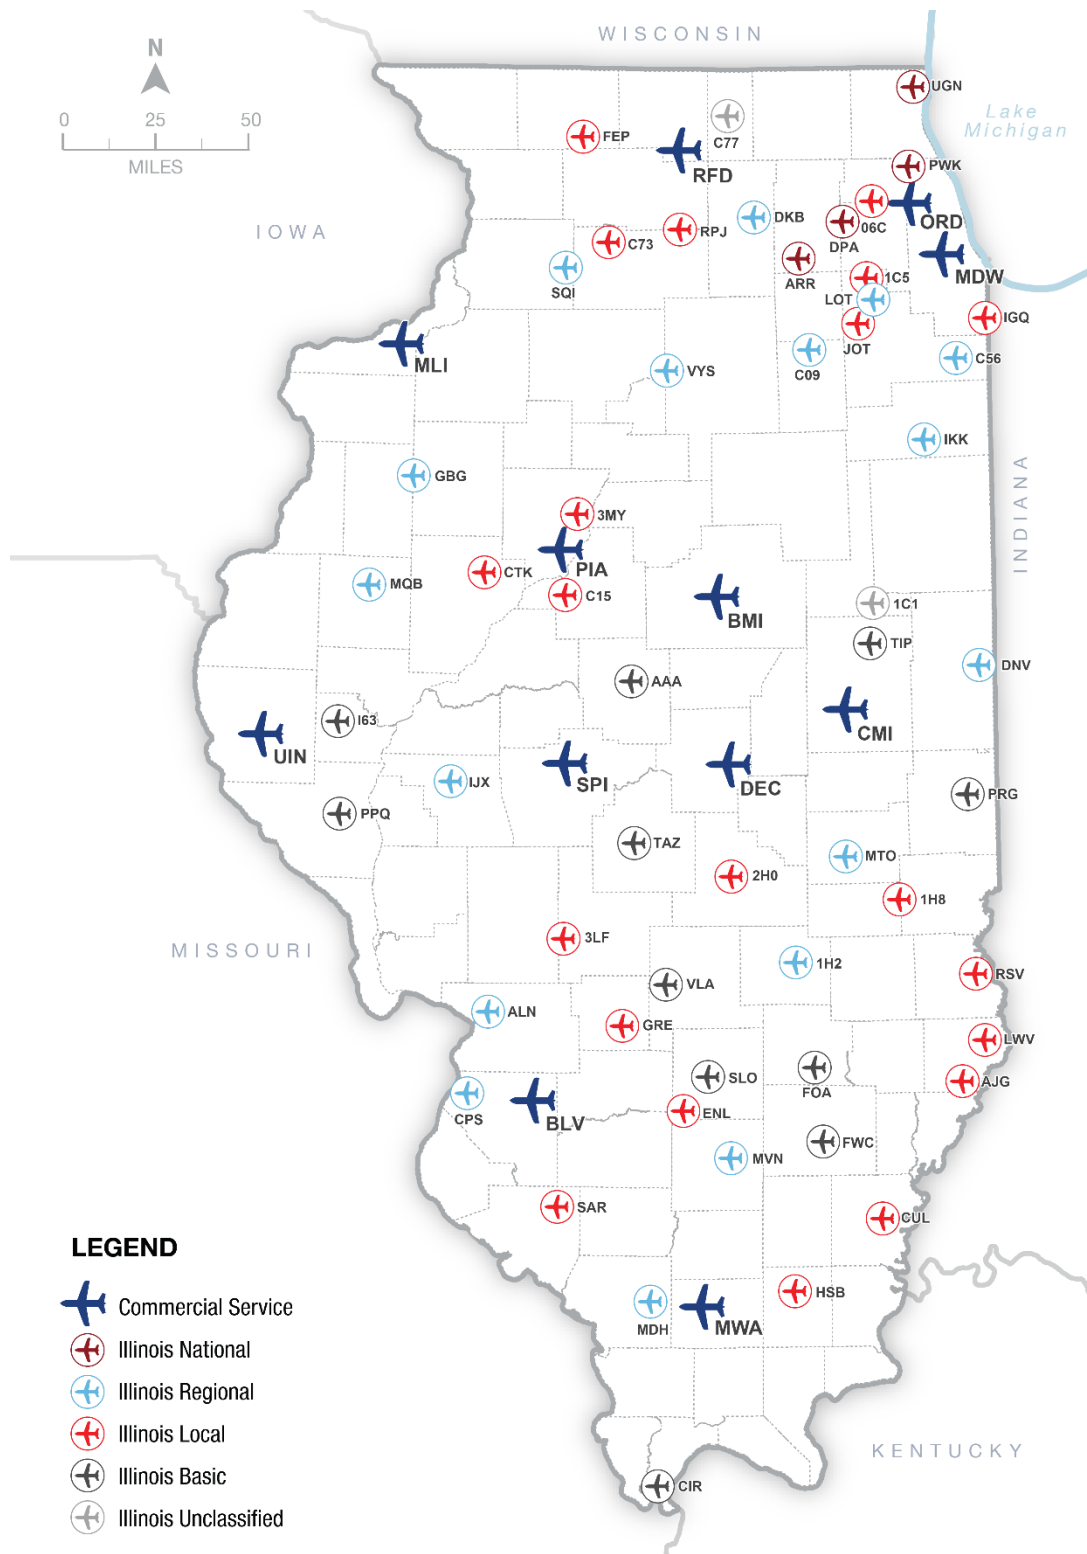 WISCONSIN
N
0 25 50
MILES
UGN
Lake
Michigan
C77
FEP
RFD
PWK
IOWA
DKB
06C
ORD
RPJ
C73
DPA
MDW
ARR
1C5
SQI
LOT
IGQ
JOT
MLI
C09
C56
VYS
IKK
GBG
INDIANA
3MY
PIA
CTK
MQB
C15
BMI
1C1
TIP
DNV
AAA
I63
CMI
UIN
SPI
DEC
IJX
PRG
PPQ
TAZ
MTO
2H0
1H8
3LF
MISSOURI
1H2
RSV
VLA
ALN
GRE
LWV
SLO
FOA
AJG
CPS
BLV
ENL
FWC
MVN
SAR
CUL
LEGEND
HSB
Commercial Service
MDH
MWA
Illinois National
Illinois Regional
Illinois Local
KENTUCKY
Illinois Basic
CIR
Illinois Unclassified